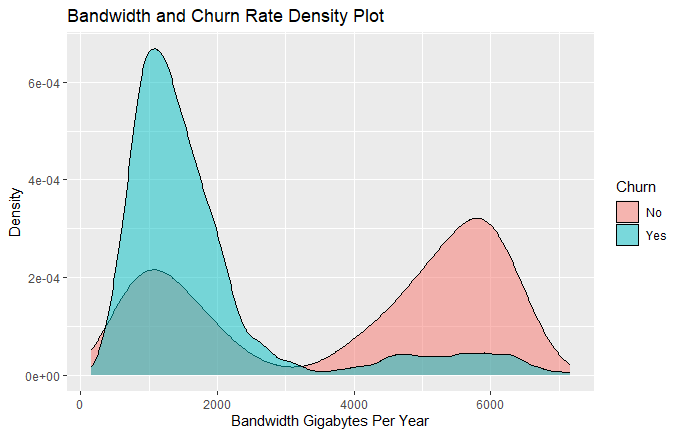 Bandwidth and Churn Rate Density Plot
6e-04
4e-04
2e-04
0e+00
Density
0 2000 4000 6000
Bandwidth Gigabytes Per Year
Churn
No
Yes